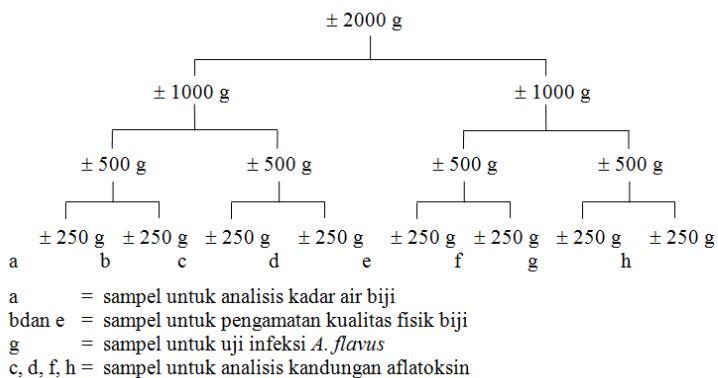 ± 2000 g
± 1000 g ± 1000 g
± 500 g ± 500 g ± 500 g ± 500 g
± 250 g ± 250 g ± 250 g ± 250 g ± 250 g ± 250 g ± 250 g ± 250 g
a b c d e f g h
a = sampel untuk analisis kadar air biji
bdan e = sampel untuk pengamatan kualitas fisik biji
g = sampel untuk uji infeksi A. flavus
c, d, f, h = sampel untuk analisis kandungan aflatoksin